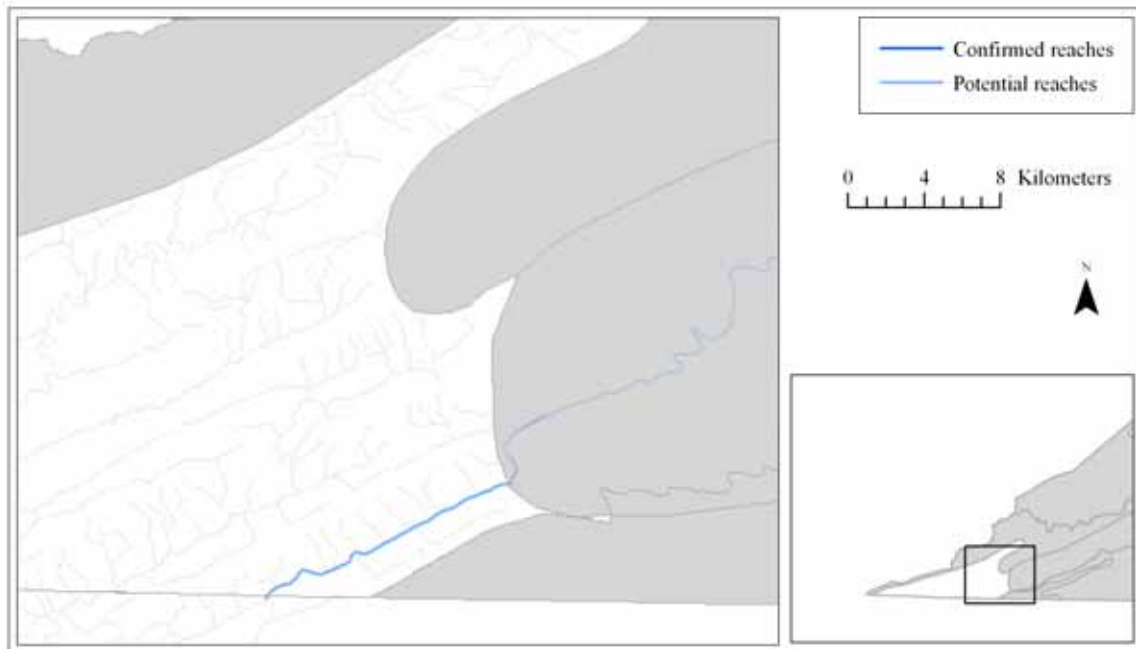 Confirmed reaches
Potential reaches
0 4 8 Kilometers
N